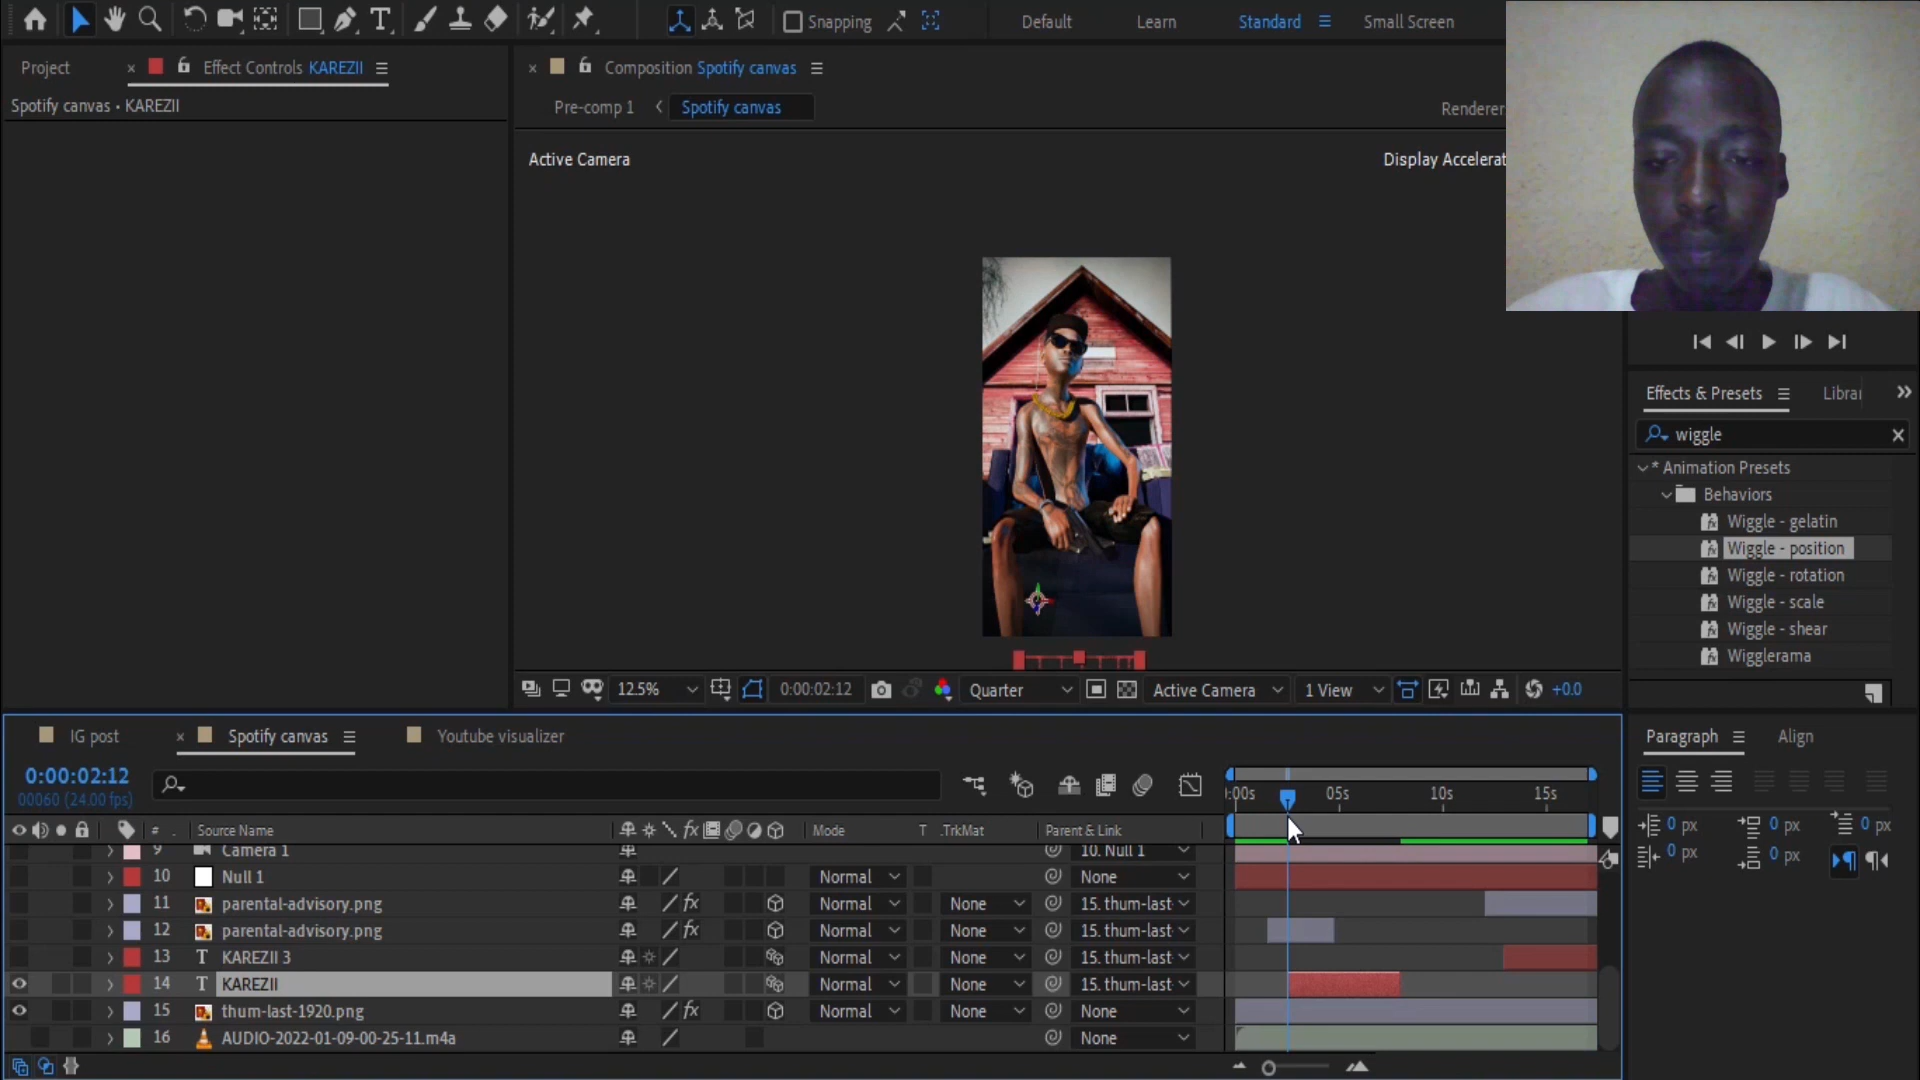 Snapping
Default
Learn
Standard
Small Screen
Project
Effect Controls KAREZII
Composition Spotify canvas
Spotify canvas • KAREZII
Pre-comp 1
Spotify canvas
Renderer
Active Camera
Display Accelerat
Effects & Presets
Librar
wiggle
* Animation Presets
Behaviors
Wiggle - gelatin
Wiggle - position
Wiggle - rotation
Wiggle - scale
Wiggle - shear
Wigglerama
12.5%
0:00:02:12
Quarter
Active Camera
1 View
+0.0
IG post
Spotify canvas
Youtube visualizer
Paragraph
Align
0:00:02:12
00060 (24.00 fps)
:00s
05s
10s
15s
0 px
0 px
0 px
0 px
0 px
# Source Name
fx
Mode
T .TrkMat
Parent & Link
9 Camera 1
10. Null 1
10 Null 1
Normal
None
11 parental-advisory.png
fx
Normal
None
15. thum-last-
12 parental-advisory.png
fx
Normal
None
15. thum-last-
13 T KAREZII 3
Normal
None
15. thum-last-
14 T KAREZII
Normal
None
15. thum-last-
15 thum-last-1920.png
fx
Normal
None
None
16 AUDIO-2022-01-09-00-25-11.m4a
None